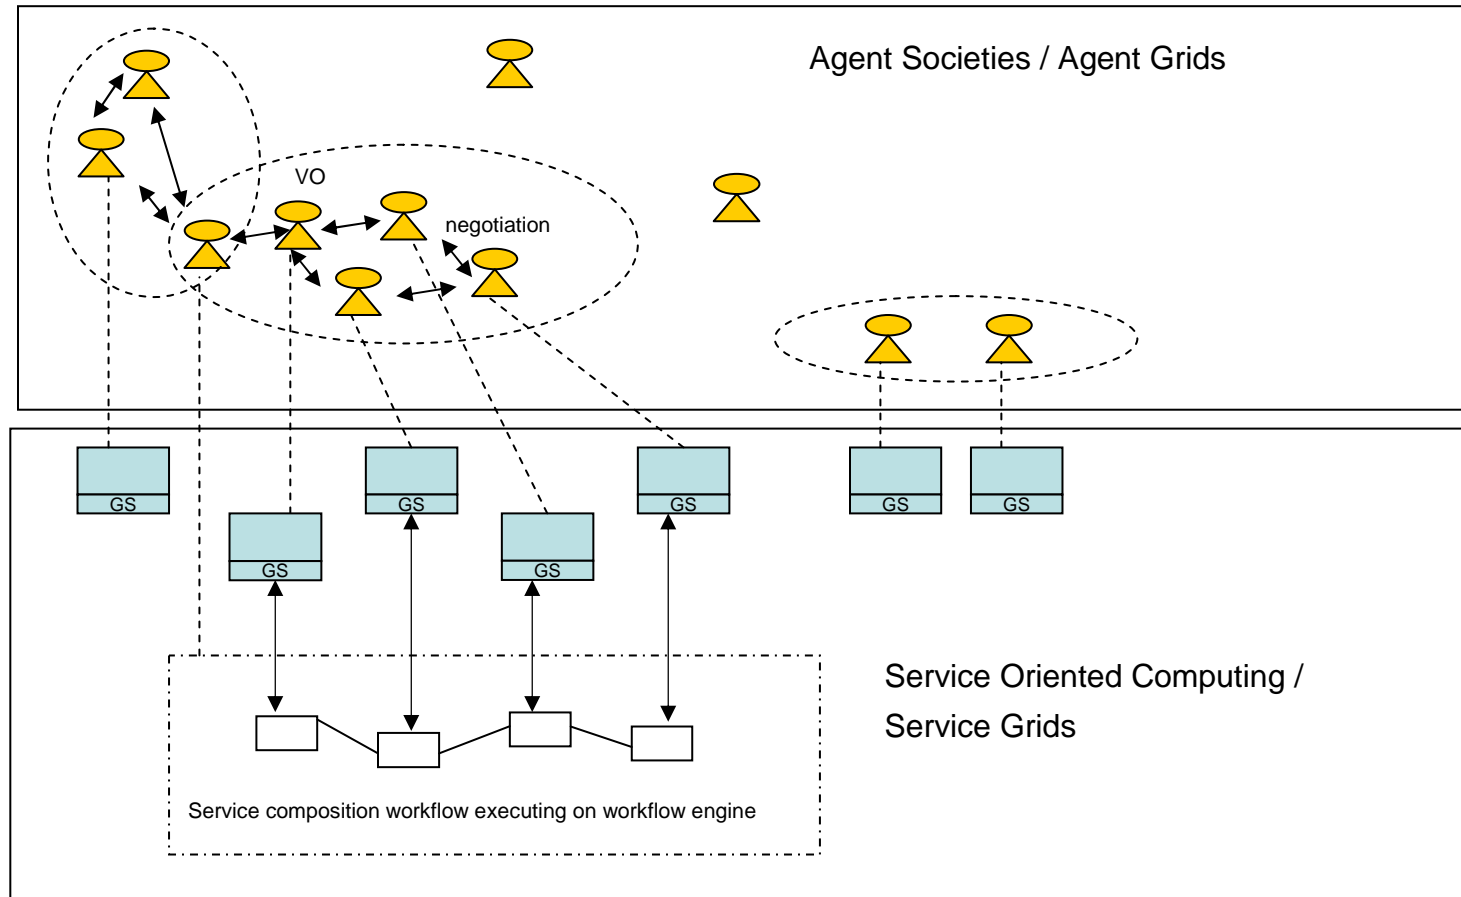 Agent Societies / Agent Grids
VO
negotiation
GS
GS
GS
GS
GS
GS
GS
Service Oriented Computing /
Service Grids
Service composition workflow executing on workflow engine